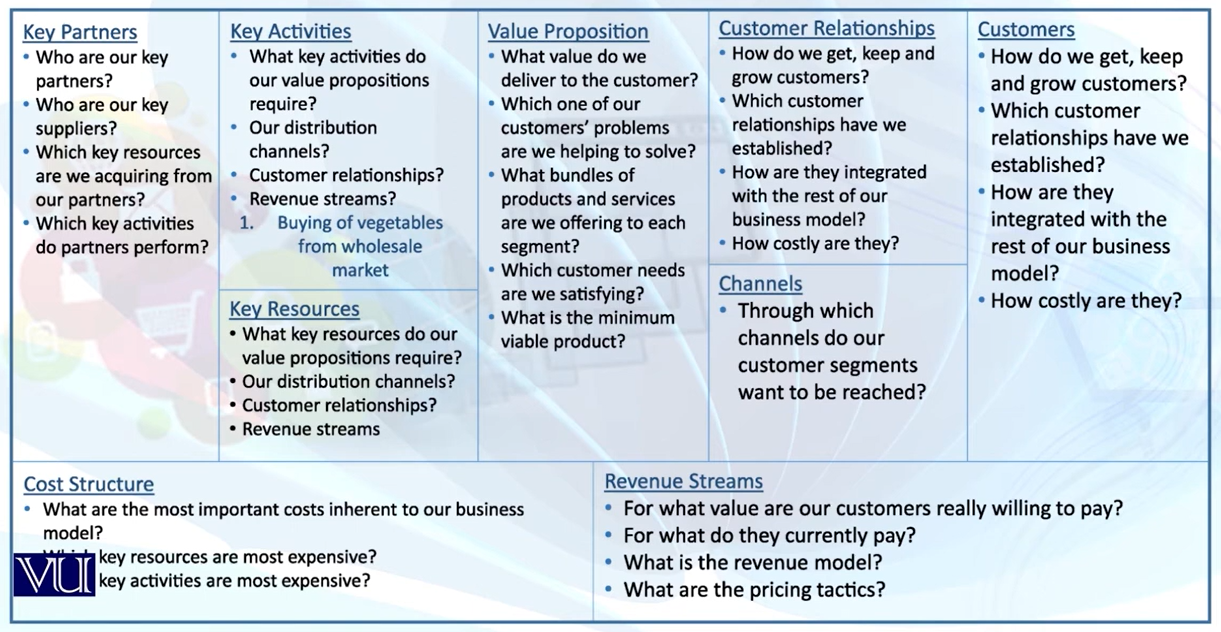 Key Partners
• Who are our key
partners?
• Who are our key
suppliers?
• Which key resources
are we acquiring from
our partners?
• Which key activities
do partners perform?
Key Activities
• What key activities do
our value propositions
require?
• Our distribution
channels?
• Customer relationships?
• Revenue streams?
1. Buying of vegetables
from wholesale
market
Key Resources
• What key resources do our
value propositions require?
• Our distribution channels?
• Customer relationships?
• Revenue streams
Value Proposition
• What value do we
deliver to the customer?
• Which one of our
customers’ problems
are we helping to solve?
• What bundles of
products and services
are we offering to each
segment?
• Which customer needs
are we satisfying?
• What is the minimum
viable product?
Customer Relationships
• How do we get, keep and
grow customers?
• Which customer
relationships have we
established?
• How are they integrated
with the rest of our
business model?
• How costly are they?
Channels
• Through which
channels do our
customer segments
want to be reached?
Customers
• How do we get, keep
and grow customers?
• Which customer
relationships have we
established?
• How are they
integrated with the
rest of our business
model?
• How costly are they?
Cost Structure
• What are the most important costs inherent to our business
model?
key resources are most expensive?
key activities are most expensive?
VU
Revenue Streams
• For what value are our customers really willing to pay?
• For what do they currently pay?
• What is the revenue model?
• What are the pricing tactics?